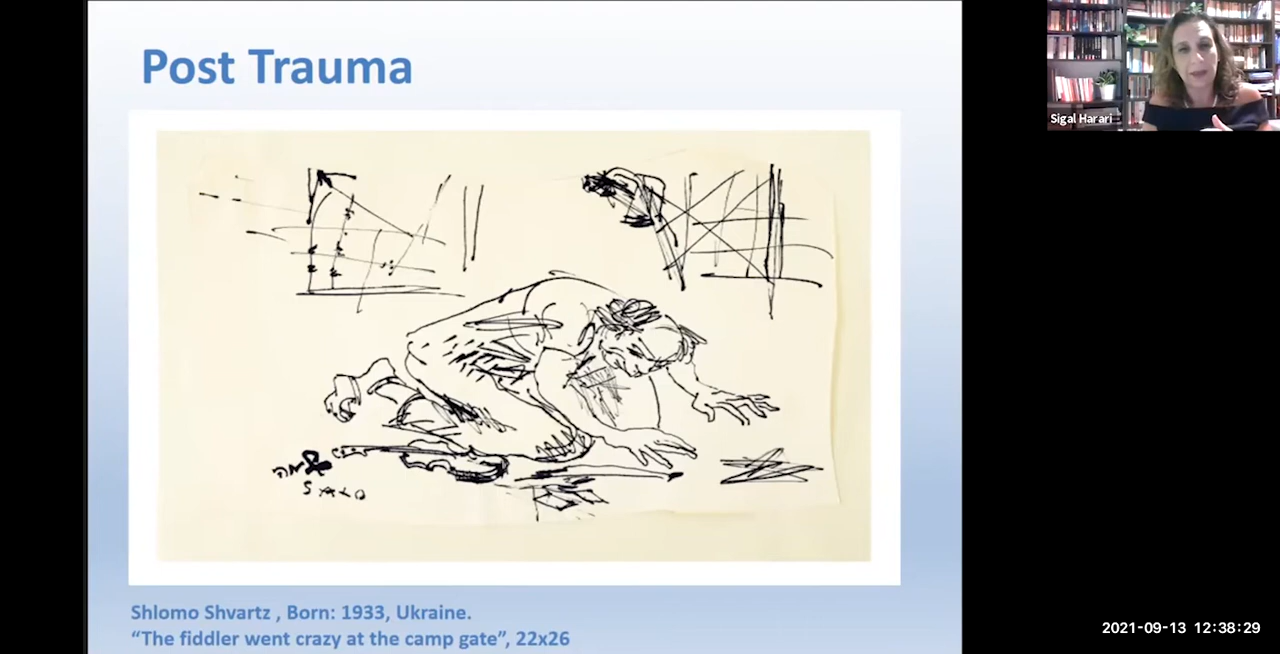 Post Trauma
Sigal Harari
SALO
Shlomo Shvartz , Born: 1933, Ukraine.
“The fiddler went crazy at the camp gate”, 22x26
2021-09-13 12:38:29